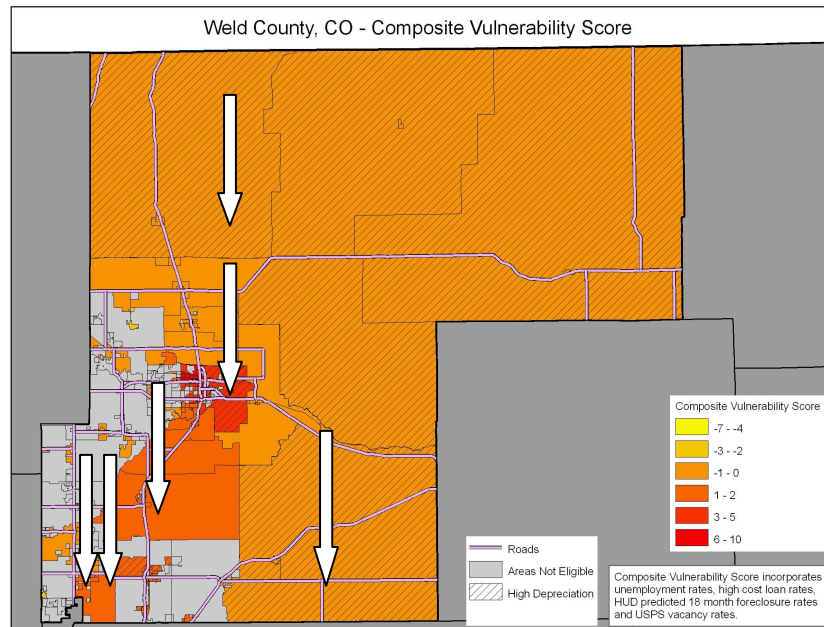 Weld County, CO - Composite Vulnerability Score
Composite Vulnerability Score
-7 - -4
-3 - -2
-1 - 0
1 - 2
3 - 5
6 - 10
Roads
Areas Not Eligible
High Depreciation
Composite Vulnerability Score incorporates
unemployment rates, high cost loan rates,
HUD predicted 18 month foreclosure rates
and USPS vacancy rates.